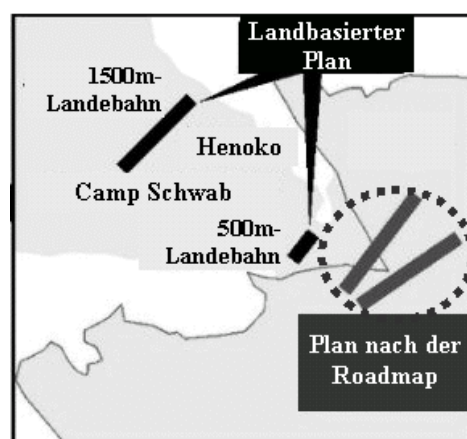 Landbasierter
Plan
1500m-
Landebahn
Henoko
Camp Schwab
500m-
Landebahn
Plan nach der
Roadmap